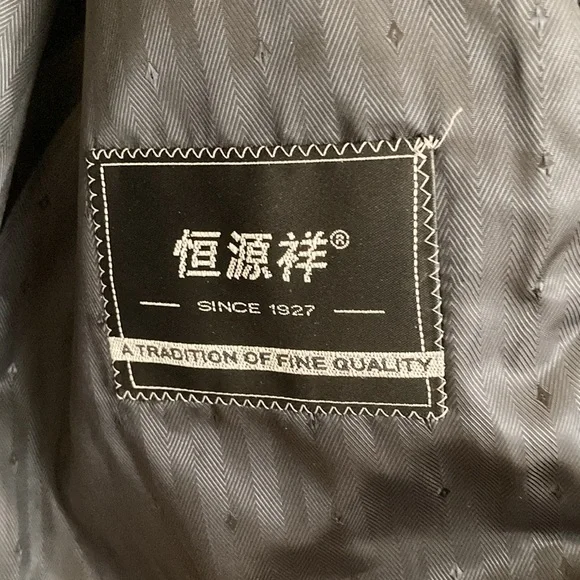 恒源祥®
SINCE 1927
A TRADITION OF FINE QUALITY